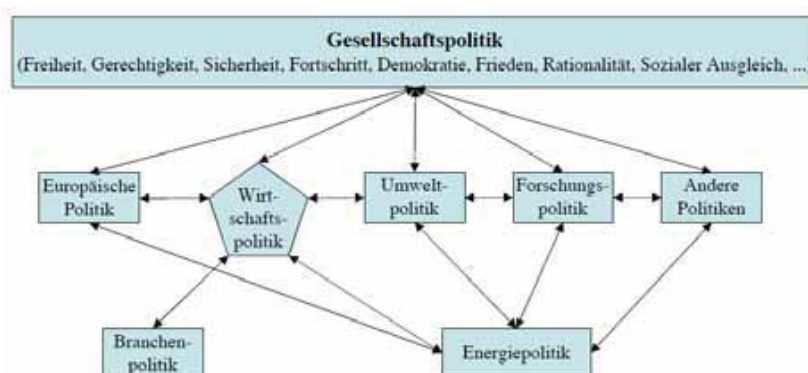 Gesellschaftspolitik
(Freiheit, Gerechtigkeit, Sicherheit, Fortschritt, Demokratie, Frieden, Rationalität, Sozialer Ausgleich, ...)
Europäische
Politik
Wirt-
schafts-
politik
Umwelt-
politik
Forschungs-
politik
Andere
Politiken
Branchen-
politik
Energiepolitik